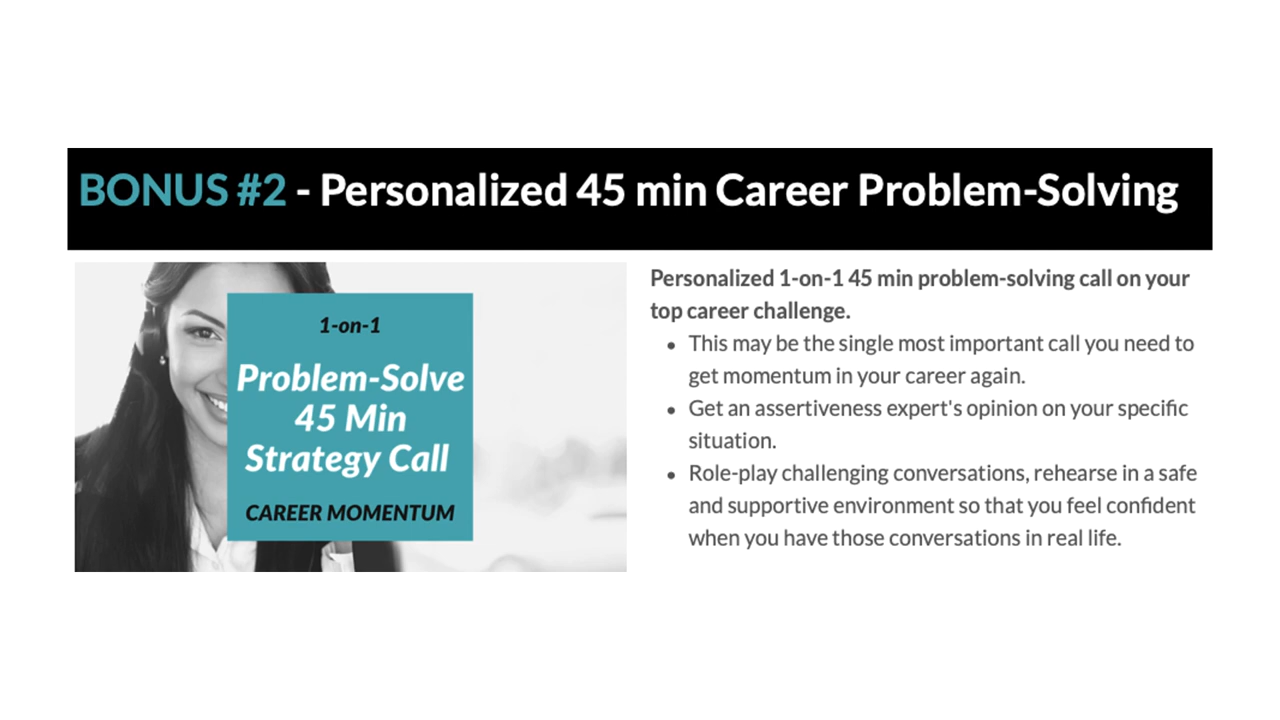 BONUS #2 - Personalized 45 min Career Problem-Solving
1-on-1
Problem-Solve
45 Min
Strategy Call
CAREER MOMENTUM
Personalized 1-on-1 45 min problem-solving call on your
top career challenge.
• This may be the single most important call you need to
get momentum in your career again.
• Get an assertiveness expert's opinion on your specific
situation.
• Role-play challenging conversations, rehearse in a safe
and supportive environment so that you feel confident
when you have those conversations in real life.